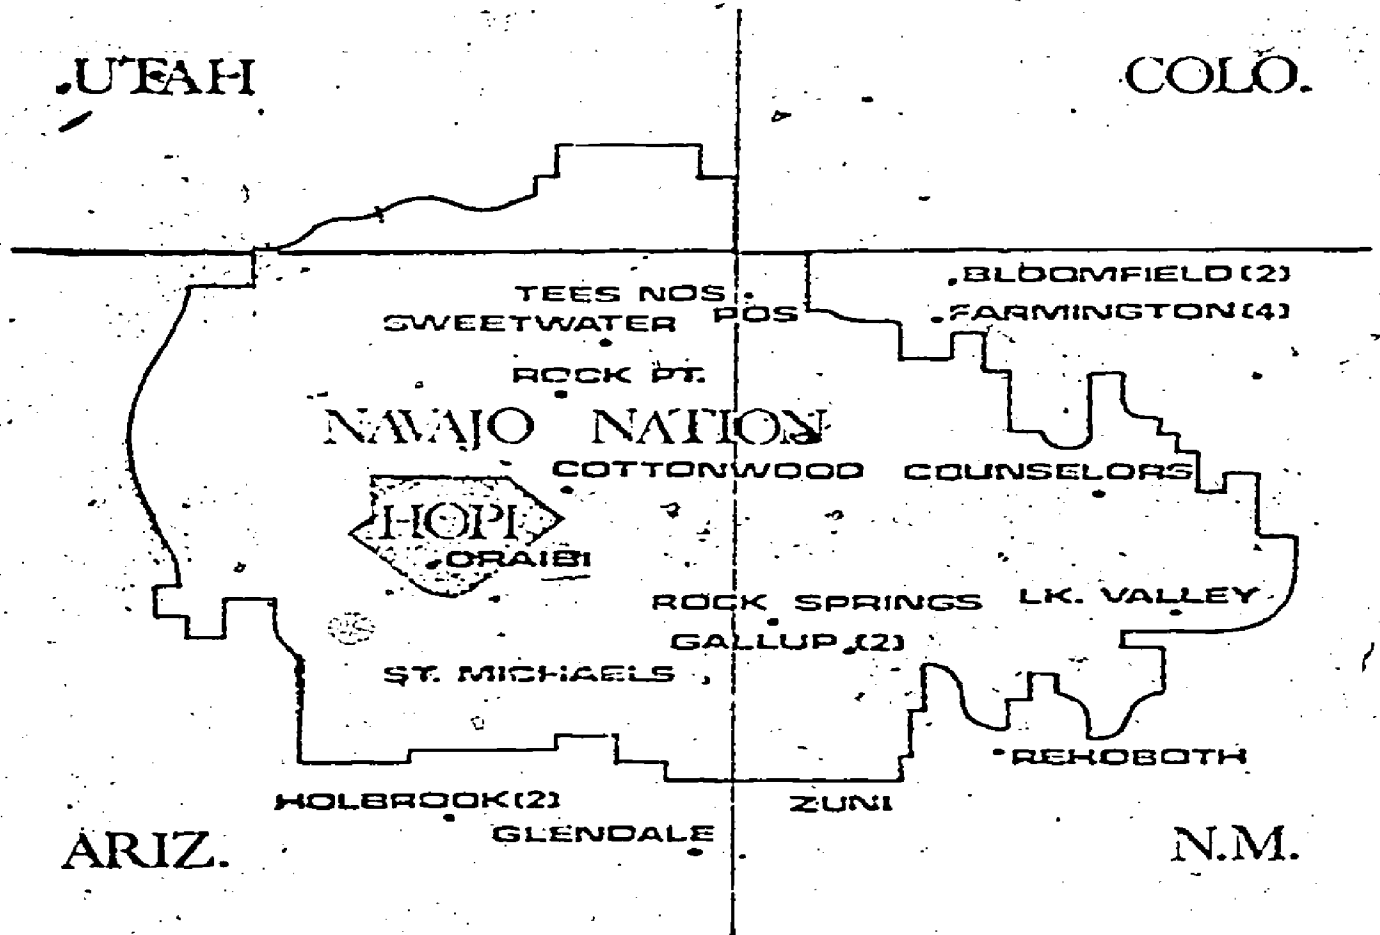 UTAH
COLO.
BLOOMFIELD (2)
TEES NOS
POS
FARMINGTON (4)
SWEETWATER
ROCK PT.
NAVAJO NATION
COTTONWOOD
COUNSELORS
HOPI
ORAIBI
ROCK SPRINGS
LK. VALLEY
GALLUP (2)
ST. MICHAELS
REHOBOTH
HOLBROOK (2)
ZUNI
GLENDALE
ARIZ.
N.M.